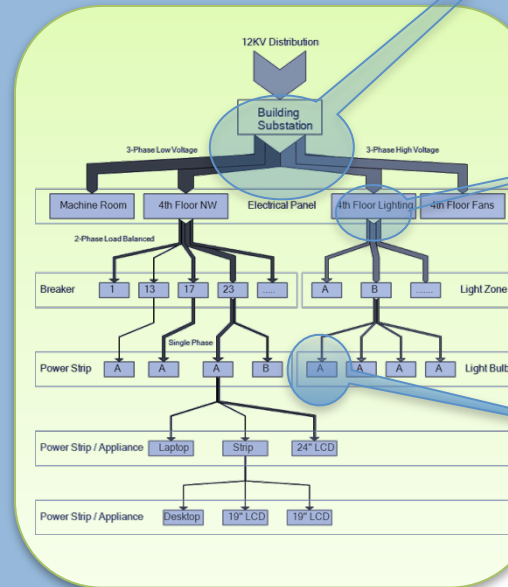 12KV Distribution
Building
Substation
3-Phase Low Voltage
3-Phase High Voltage
Machine Room
4th Floor NW
Electrical Panel
4th Floor Lighting
4th Floor Fans
2-Phase Load Balanced
Breaker
1
13
17
23
.....
A
B
.......
Light Zone
Single Phase
Power Strip
A
A
A
B
A
A
A
A
Light Bulb
Power Strip / Appliance
Laptop
Strip
24" LCD
Power Strip / Appliance
Desktop
19" LCD
19" LCD